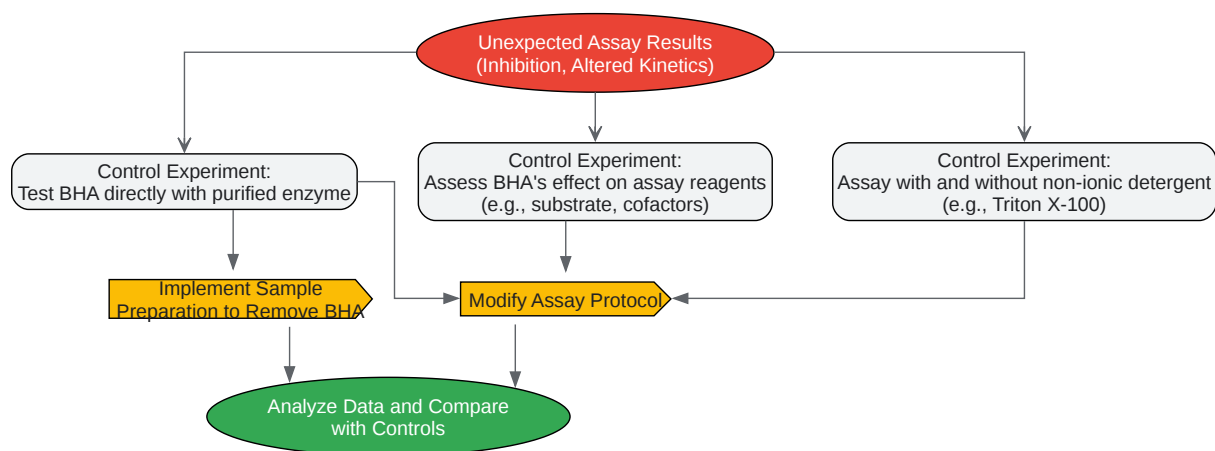 Unexpected Assay Results
(Inhibition, Altered Kinetics)
Control Experiment:
Test BHA directly with purified enzyme
Control Experiment:
Assess BHA's effect on assay reagents
(e.g., substrate, cofactors)
Control Experiment:
Assay with and without non-ionic detergent
(e.g., Triton X-100)
Implement Sample
Preparation to Remove BHA
Modify Assay Protocol
Analyze Data and Compare
with Controls